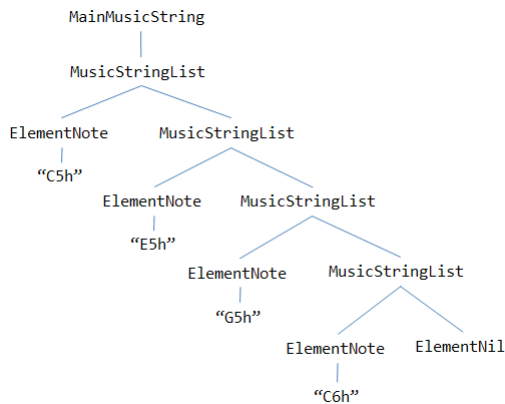 MainMusicString
MusicStringList
ElementNote MusicStringList
“C5h”
ElementNote MusicStringList
“E5h”
ElementNote MusicStringList
“G5h”
ElementNote ElementNil
“C6h”